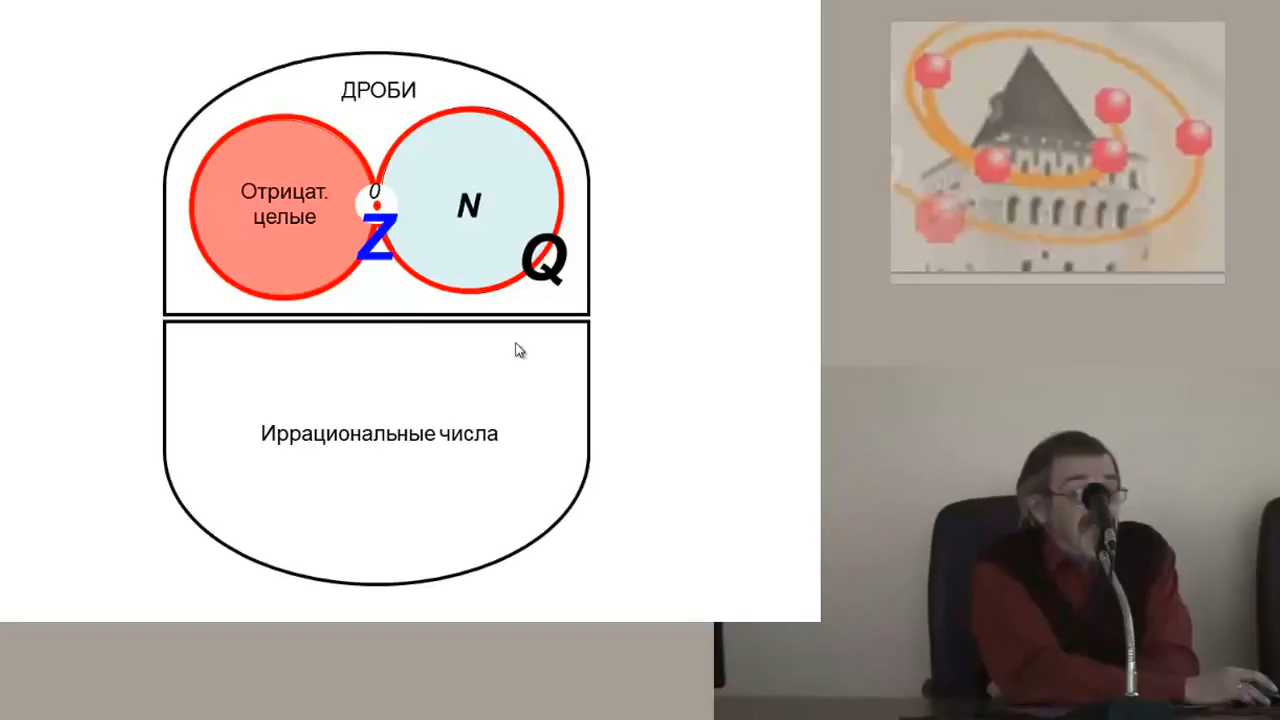 ДРОБИ
Отрицат.
целые
0
N
Z
Q
Иррациональные числа